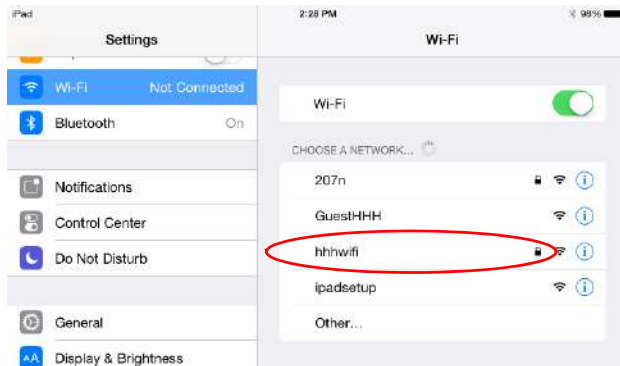 iPad
2:28 PM
98%
Settings
Wi-Fi
Wi-Fi Not Connected
Bluetooth On
Notifications
Control Center
Do Not Disturb
General
Display & Brightness
Wi-Fi
CHOOSE A NETWORK...
207n
GuestHHH
hhhwifi
ipadsetup
Other...